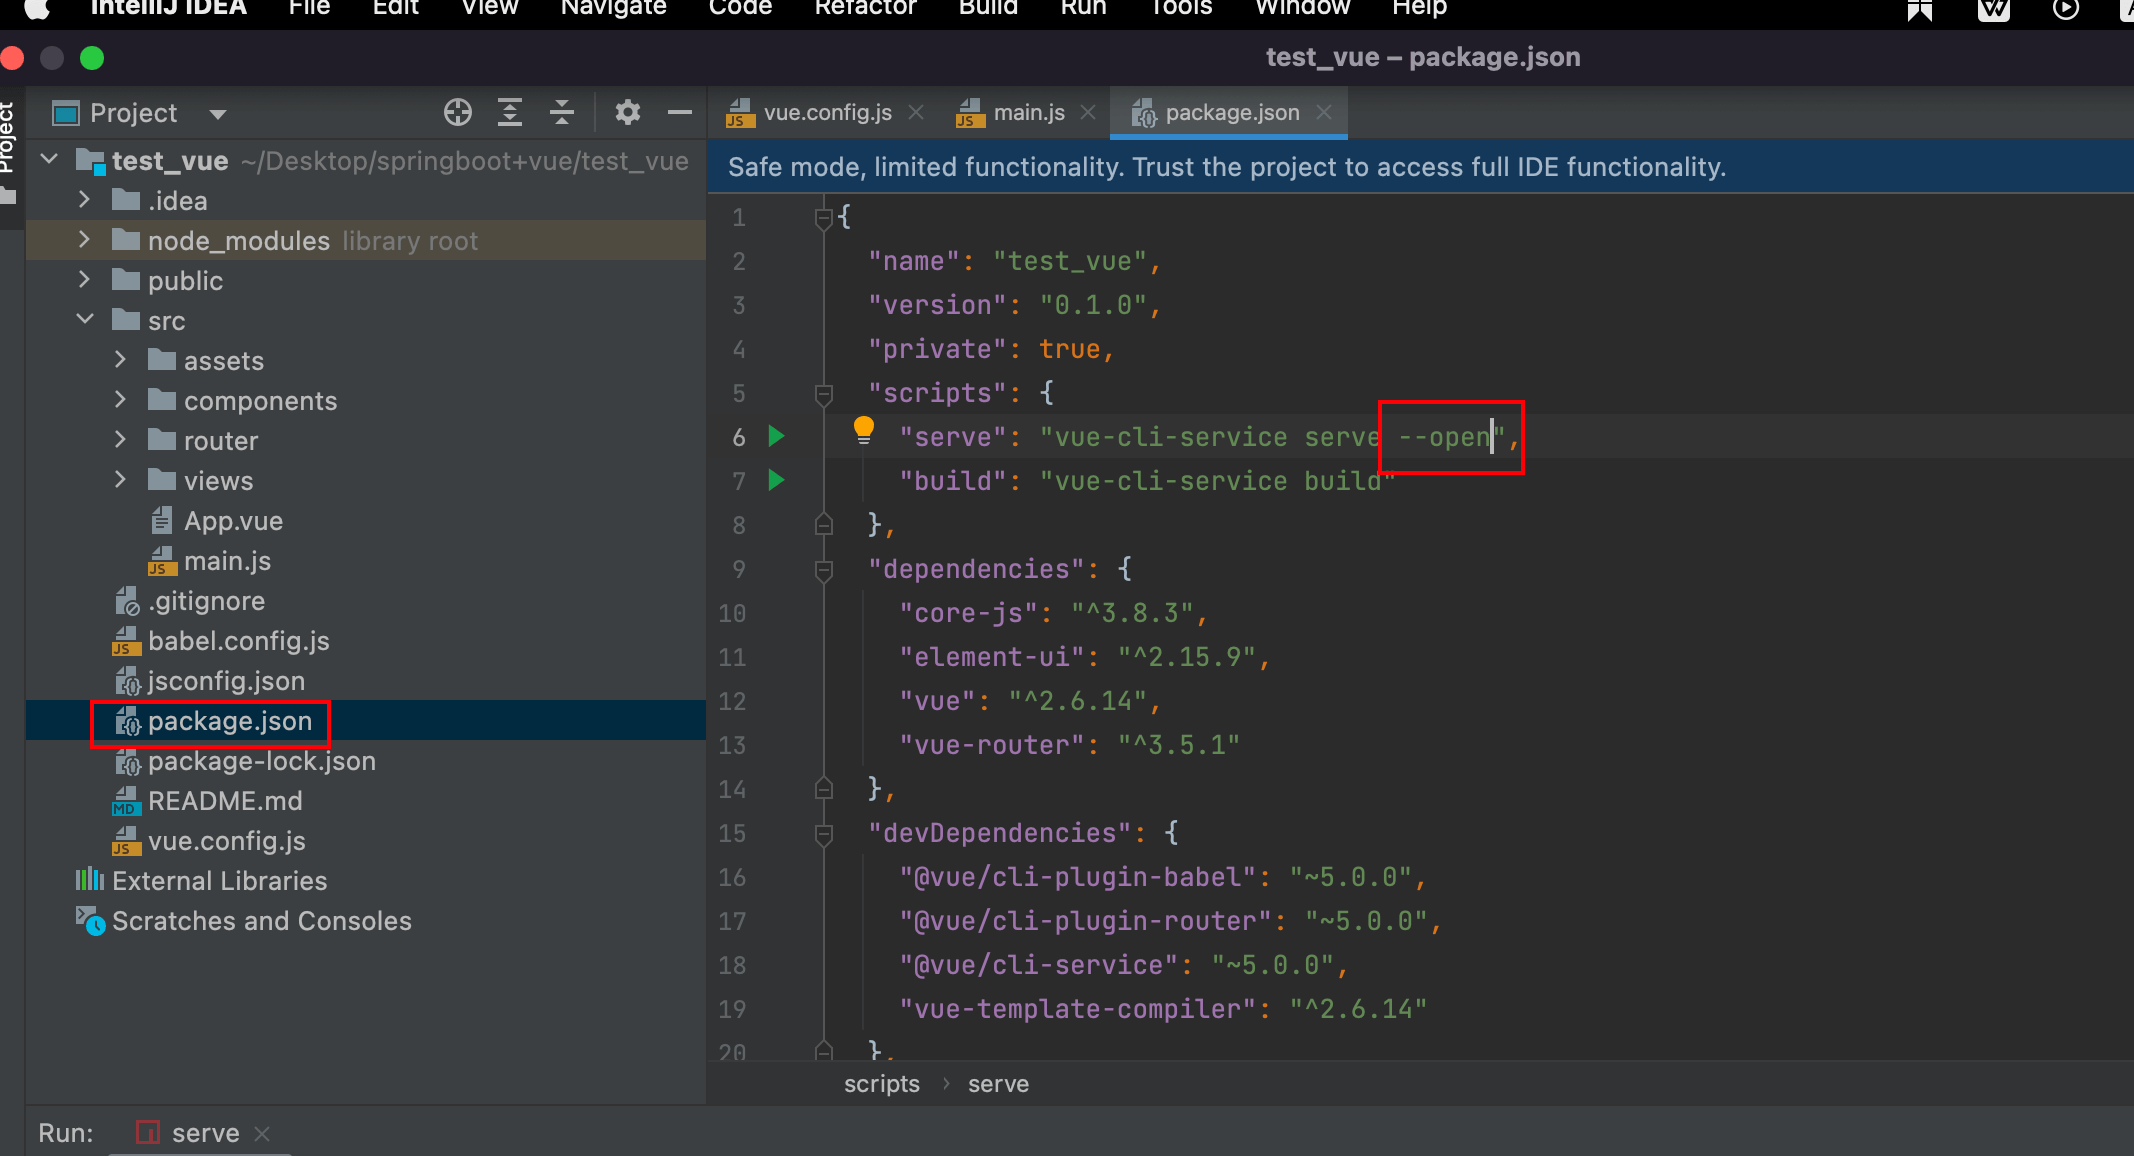 IntelliJ IDEA File Edit View Navigate Code Refactor Build Run Tools Window Help
test_vue – package.json
Project
Project
vue.config.js main.js package.json
test_vue ~/Desktop/springboot+vue/test_vue
.idea
node_modules library root
public
src
assets
components
router
views
App.vue
main.js
.gitignore
babel.config.js
jsconfig.json
package.json
package-lock.json
README.md
vue.config.js
External Libraries
Scratches and Consoles
Safe mode, limited functionality. Trust the project to access full IDE functionality.
1 {
2 "name": "test_vue",
3 "version": "0.1.0",
4 "private": true,
5 "scripts": {
6 "serve": "vue-cli-service serve --open",
7 "build": "vue-cli-service build"
8 },
9 "dependencies": {
10 "core-js": "^3.8.3",
11 "element-ui": "^2.15.9",
12 "vue": "^2.6.14",
13 "vue-router": "^3.5.1"
14 },
15 "devDependencies": {
16 "@vue/cli-plugin-babel": "~5.0.0",
17 "@vue/cli-plugin-router": "~5.0.0",
18 "@vue/cli-service": "~5.0.0",
19 "vue-template-compiler": "^2.6.14"
20 },
scripts › serve
Run: serve